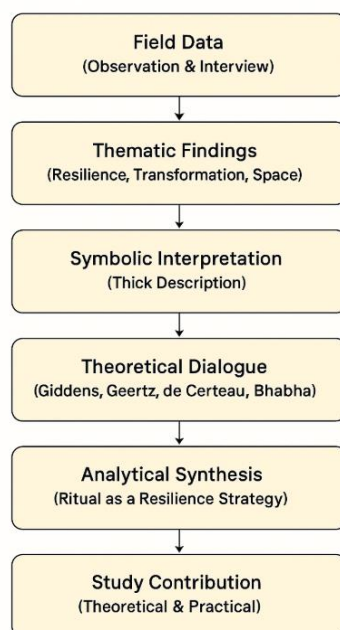 Field Data
(Observation & Interview)
Thematic Findings
(Resilience, Transformation, Space)
Symbolic Interpretation
(Thick Description)
Theoretical Dialogue
(Giddens, Geertz, de Certeau, Bhabha)
Analytical Synthesis
(Ritual as a Resilience Strategy)
Study Contribution
(Theoretical & Practical)